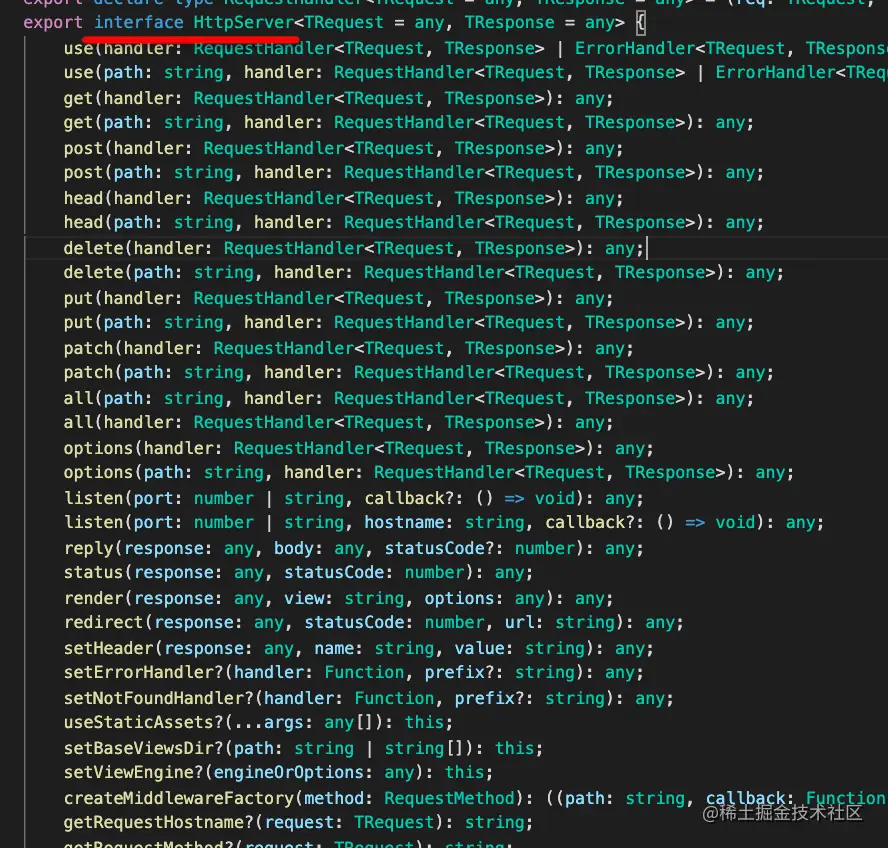 export declare type RequestHandler<TRequest = any, TResponse = any> = (req: TRequest,
export interface HttpServer<TRequest = any, TResponse = any> {
use(handler: RequestHandler<TRequest, TResponse> | ErrorHandler<TRequest, TRespons
use(path: string, handler: RequestHandler<TRequest, TResponse> | ErrorHandler<TReq
get(handler: RequestHandler<TRequest, TResponse>): any;
get(path: string, handler: RequestHandler<TRequest, TResponse>): any;
post(handler: RequestHandler<TRequest, TResponse>): any;
post(path: string, handler: RequestHandler<TRequest, TResponse>): any;
head(handler: RequestHandler<TRequest, TResponse>): any;
head(path: string, handler: RequestHandler<TRequest, TResponse>): any;
delete(handler: RequestHandler<TRequest, TResponse>): any;
delete(path: string, handler: RequestHandler<TRequest, TResponse>): any;
put(handler: RequestHandler<TRequest, TResponse>): any;
put(path: string, handler: RequestHandler<TRequest, TResponse>): any;
patch(handler: RequestHandler<TRequest, TResponse>): any;
patch(path: string, handler: RequestHandler<TRequest, TResponse>): any;
all(path: string, handler: RequestHandler<TRequest, TResponse>): any;
all(handler: RequestHandler<TRequest, TResponse>): any;
options(handler: RequestHandler<TRequest, TResponse>): any;
options(path: string, handler: RequestHandler<TRequest, TResponse>): any;
listen(port: number | string, callback?: () => void): any;
listen(port: number | string, hostname: string, callback?: () => void): any;
reply(response: any, body: any, statusCode?: number): any;
status(response: any, statusCode: number): any;
render(response: any, view: string, options: any): any;
redirect(response: any, statusCode: number, url: string): any;
setHeader(response: any, name: string, value: string): any;
setErrorHandler?(handler: Function, prefix?: string): any;
setNotFoundHandler?(handler: Function, prefix?: string): any;
useStaticAssets?(...args: any[]): this;
setBaseViewsDir?(path: string | string[]): this;
setViewEngine?(engineOrOptions: any): this;
createMiddlewareFactory(method: RequestMethod): ((path: string, callback: Function
@稀土掘金技术社区
getRequestHostname?(request: TRequest): string;
getRequestMethod?(request: TRequest): string;